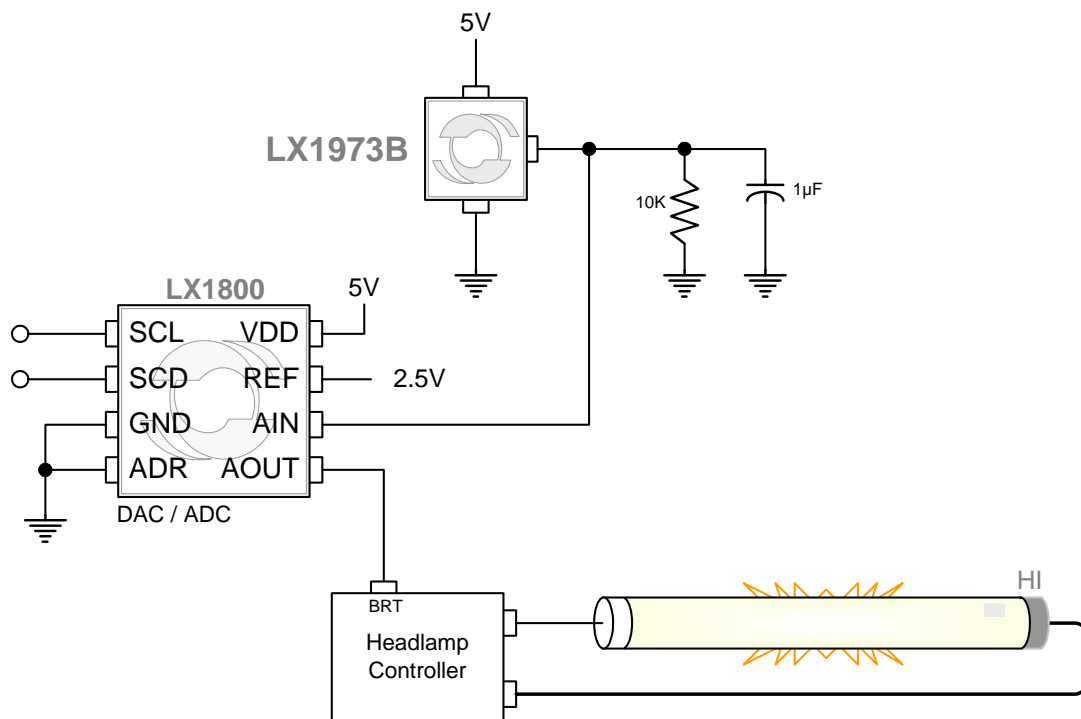 5V
LX1973B
10K
1µF
LX1800
5V
SCL VDD
SCD REF 2.5V
GND AIN
ADR AOUT
DAC / ADC
BRT
Headlamp
Controller
HI